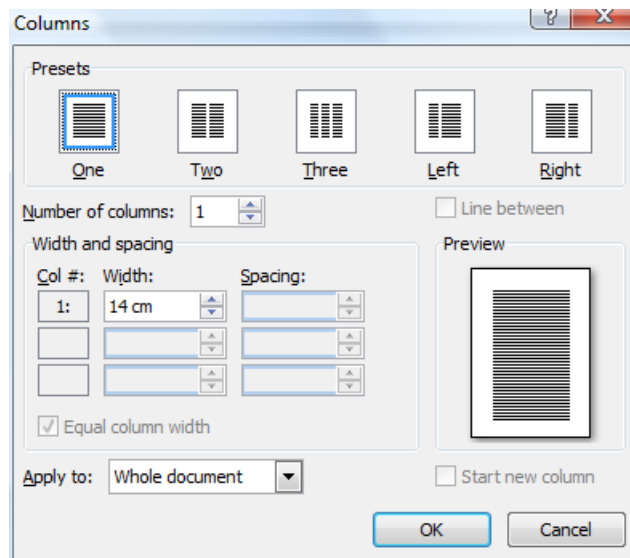 Columns
Presets
One Two Three Left Right
Number of columns: 1 Line between
Width and spacing Preview
Col #: Width: Spacing:
1: 14 cm
Equal column width
Apply to: Whole document Start new column
OK Cancel